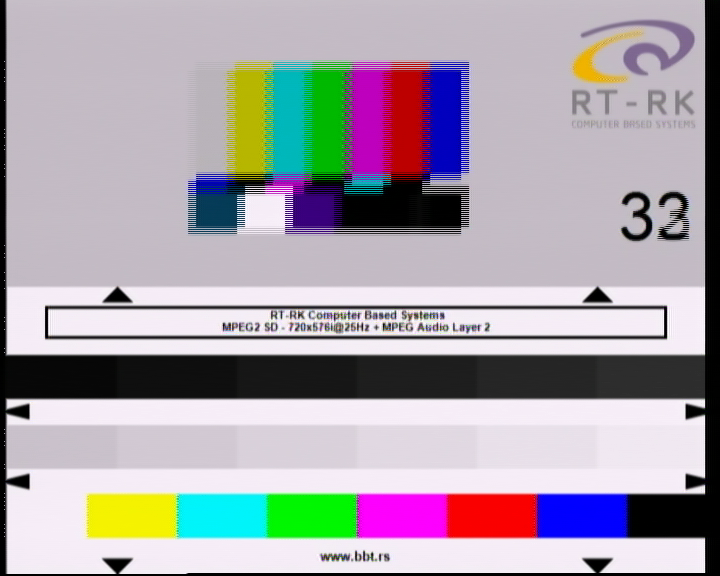 RT-RK
COMPUTER BASED SYSTEMS
RT-RK Computer Based Systems
MPEG2 SD - 720x576i@25Hz + MPEG Audio Layer 2
www.bbt.rs